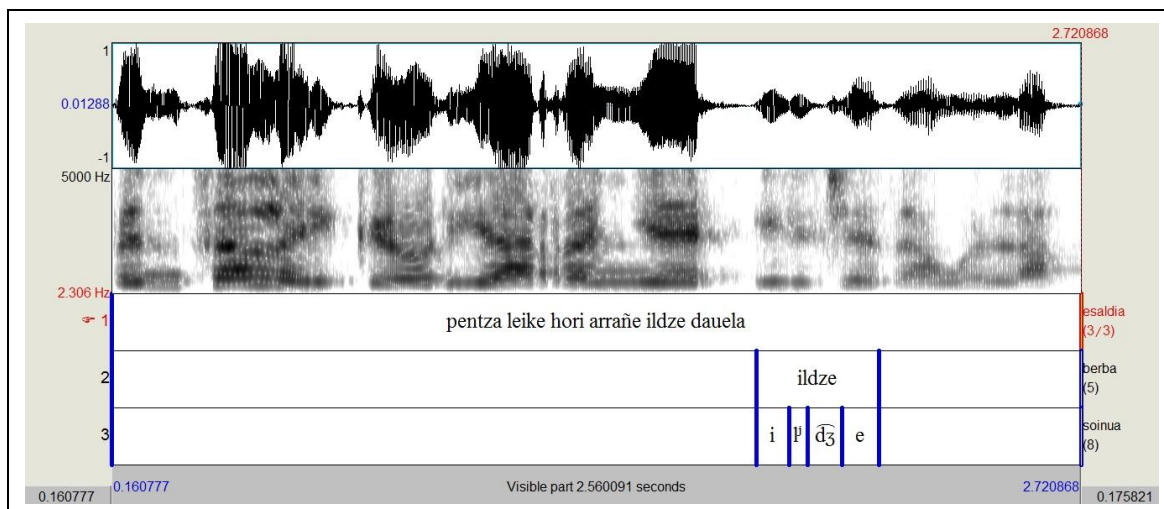 2.720868
1
0.01288
-1
5000 Hz
2.306 Hz
☞ 1 pentza leike hori arrañe ildze dauela esaldia
(3/3)
2 ildze berba
(5)
3 i lʲ d͡ʒ e soinua
(8)
0.160777 0.160777 Visible part 2.560091 seconds 2.720868 0.175821